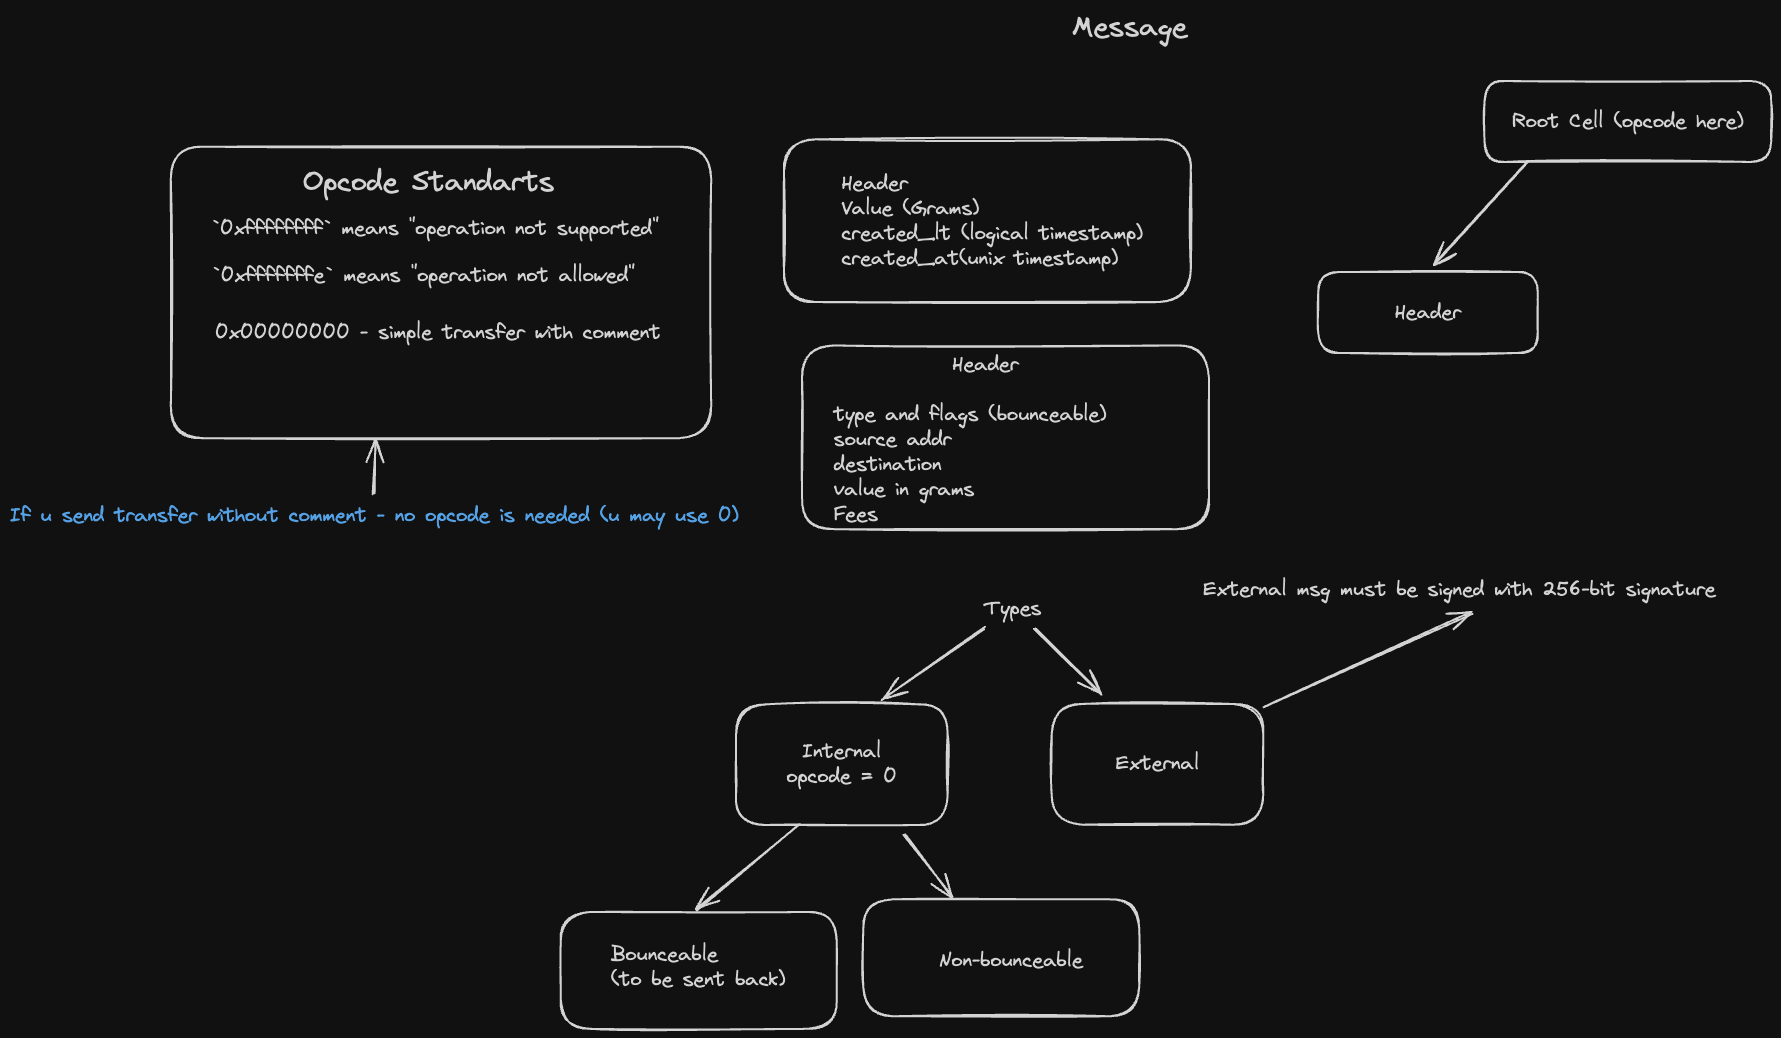 Message
Root Cell (opcode here)
Opcode Standarts
`0xffffffff` means "operation not supported"
`0xfffffffe` means "operation not allowed"
0x00000000 - simple transfer with comment
Header
Value (Grams)
created_lt (logical timestamp)
created_at(unix timestamp)
Header
Header
type and flags (bounceable)
source addr
destination
value in grams
Fees
If u send transfer without comment - no opcode is needed (u may use 0)
External msg must be signed with 256-bit signature
Types
Internal
opcode = 0
External
Bounceable
(to be sent back)
Non-bounceable